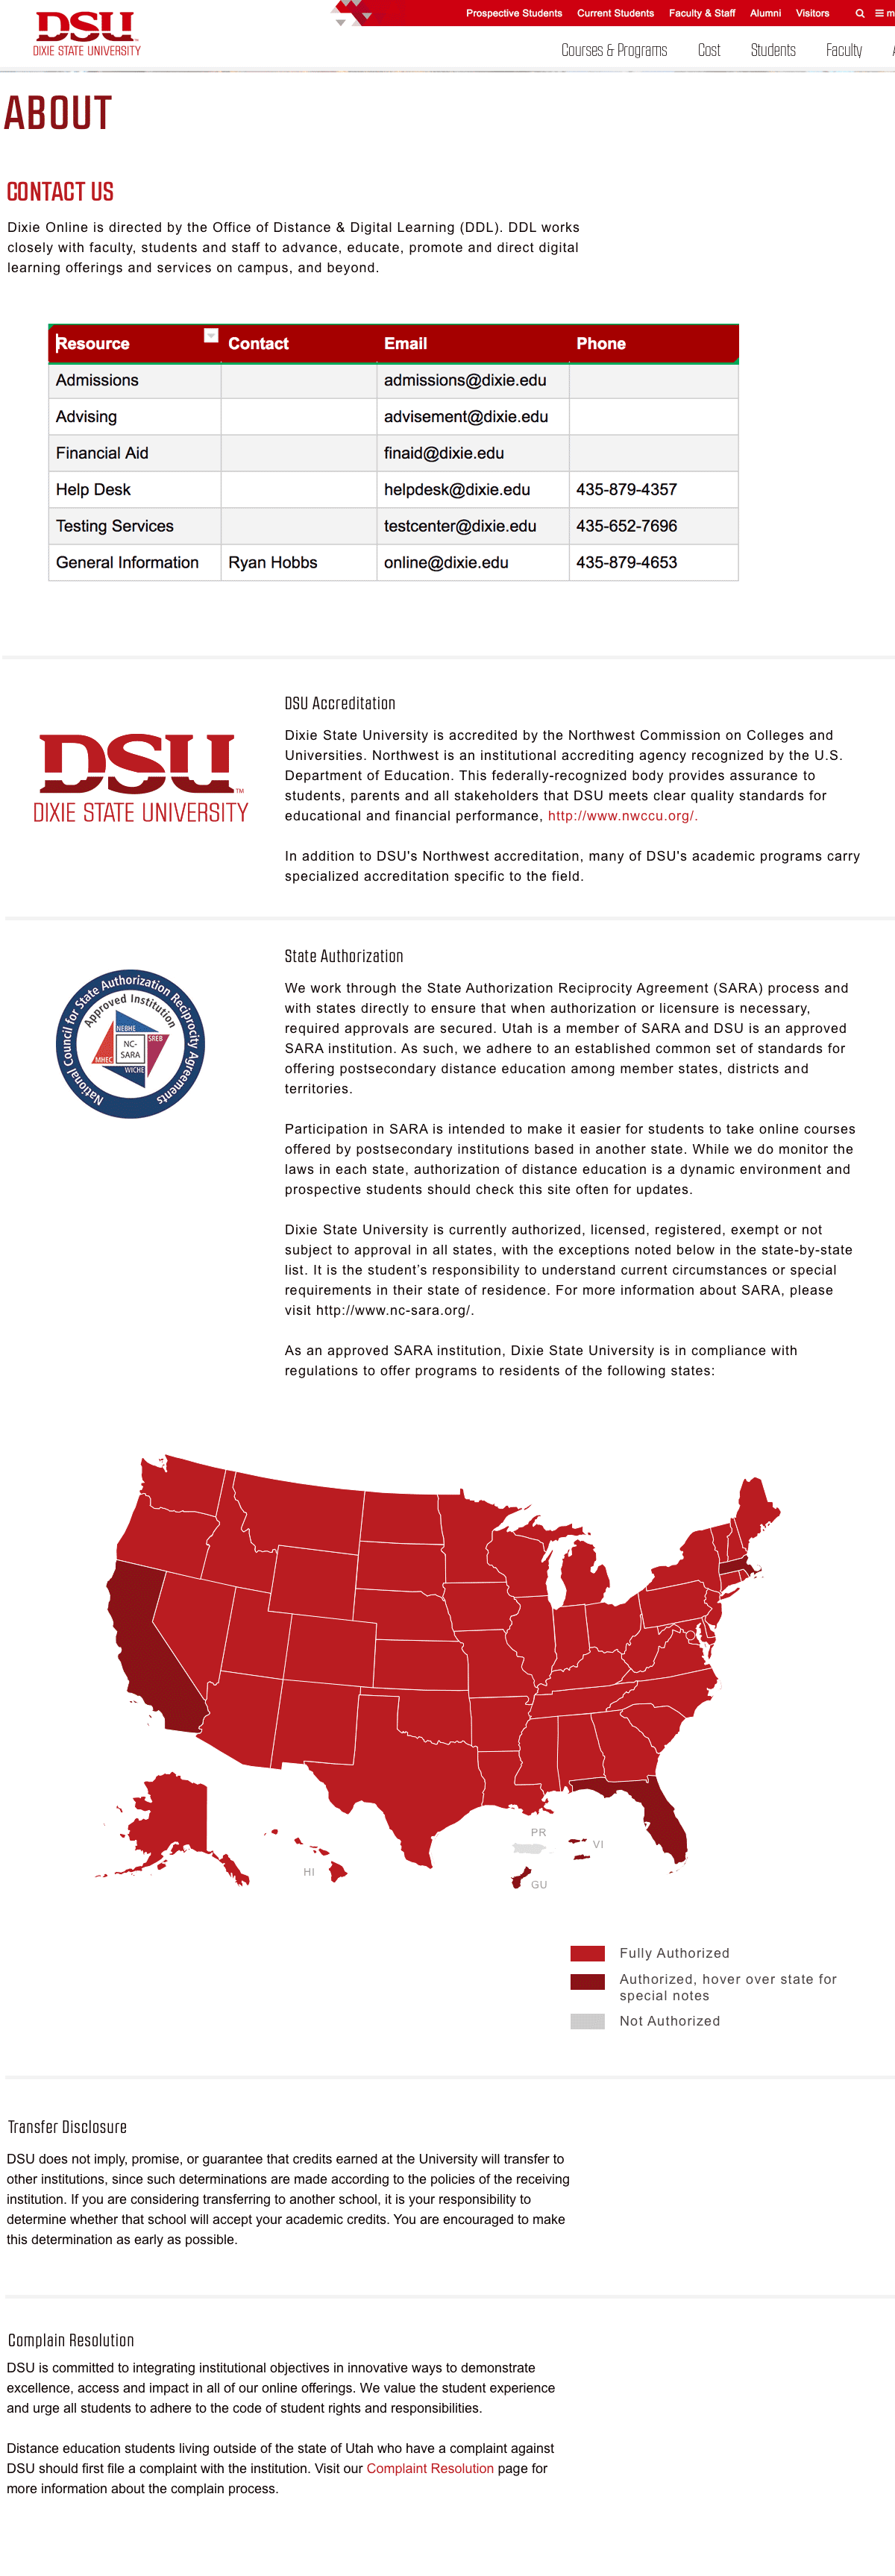 DSU
DIXIE STATE UNIVERSITY
Prospective Students Current Students Faculty & Staff Alumni Visitors
Courses & Programs Cost Students Faculty
ABOUT
CONTACT US
Dixie Online is directed by the Office of Distance & Digital Learning (DDL). DDL works
closely with faculty, students and staff to advance, educate, promote and direct digital
learning offerings and services on campus, and beyond.
Resource Contact Email Phone
Admissions admissions@dixie.edu
Advising advisement@dixie.edu
Financial Aid finaid@dixie.edu
Help Desk helpdesk@dixie.edu 435-879-4357
Testing Services testcenter@dixie.edu 435-652-7696
General Information Ryan Hobbs online@dixie.edu 435-879-4653
DSU™
DIXIE STATE UNIVERSITY
DSU Accreditation
Dixie State University is accredited by the Northwest Commission on Colleges and
Universities. Northwest is an institutional accrediting agency recognized by the U.S.
Department of Education. This federally-recognized body provides assurance to
students, parents and all stakeholders that DSU meets clear quality standards for
educational and financial performance, http://www.nwccu.org/.
In addition to DSU's Northwest accreditation, many of DSU's academic programs carry
specialized accreditation specific to the field.
National Council for State Authorization Reciprocity Agreements
Approved Institution
NEBHE
SREB
NC-
SARA
MHEC
WICHE
State Authorization
We work through the State Authorization Reciprocity Agreement (SARA) process and
with states directly to ensure that when authorization or licensure is necessary,
required approvals are secured. Utah is a member of SARA and DSU is an approved
SARA institution. As such, we adhere to an established common set of standards for
offering postsecondary distance education among member states, districts and
territories.
Participation in SARA is intended to make it easier for students to take online courses
offered by postsecondary institutions based in another state. While we do monitor the
laws in each state, authorization of distance education is a dynamic environment and
prospective students should check this site often for updates.
Dixie State University is currently authorized, licensed, registered, exempt or not
subject to approval in all states, with the exceptions noted below in the state-by-state
list. It is the student's responsibility to understand current circumstances or special
requirements in their state of residence. For more information about SARA, please
visit http://www.nc-sara.org/.
As an approved SARA institution, Dixie State University is in compliance with
regulations to offer programs to residents of the following states:
PR
VI
HI
GU
Fully Authorized
Authorized, hover over state for
special notes
Not Authorized
Transfer Disclosure
DSU does not imply, promise, or guarantee that credits earned at the University will transfer to
other institutions, since such determinations are made according to the policies of the receiving
institution. If you are considering transferring to another school, it is your responsibility to
determine whether that school will accept your academic credits. You are encouraged to make
this determination as early as possible.
Complain Resolution
DSU is committed to integrating institutional objectives in innovative ways to demonstrate
excellence, access and impact in all of our online offerings. We value the student experience
and urge all students to adhere to the code of student rights and responsibilities.
Distance education students living outside of the state of Utah who have a complaint against
DSU should first file a complaint with the institution. Visit our Complaint Resolution page for
more information about the complain process.